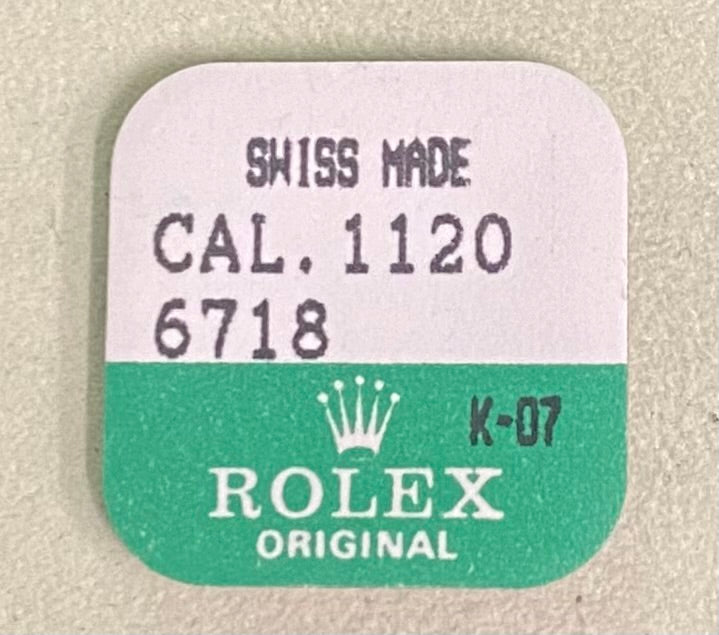 SWISS MADE
CAL. 1120
6718
K-07
ROLEX
ORIGINAL